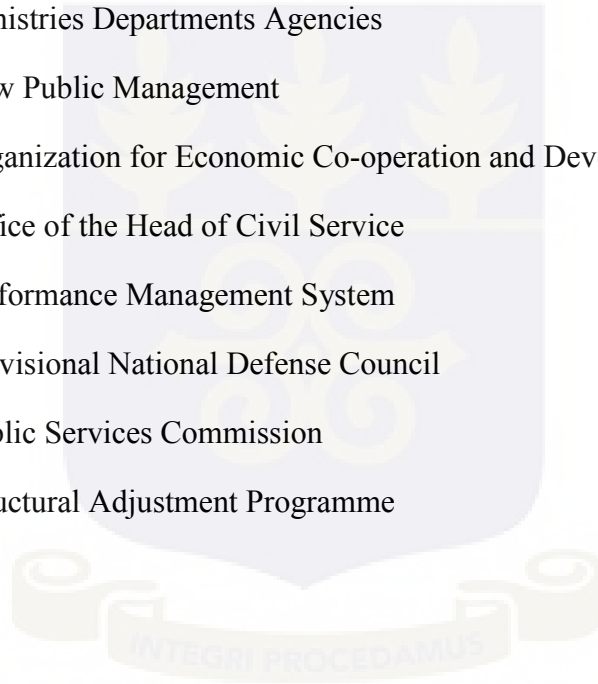 nistries Departments Agencies
w Public Management
ganization for Economic Co-operation and Dev
fice of the Head of Civil Service
formance Management System
visional National Defense Council
blic Services Commission
uctural Adjustment Programme
INTEGRI PROCEDAMUS